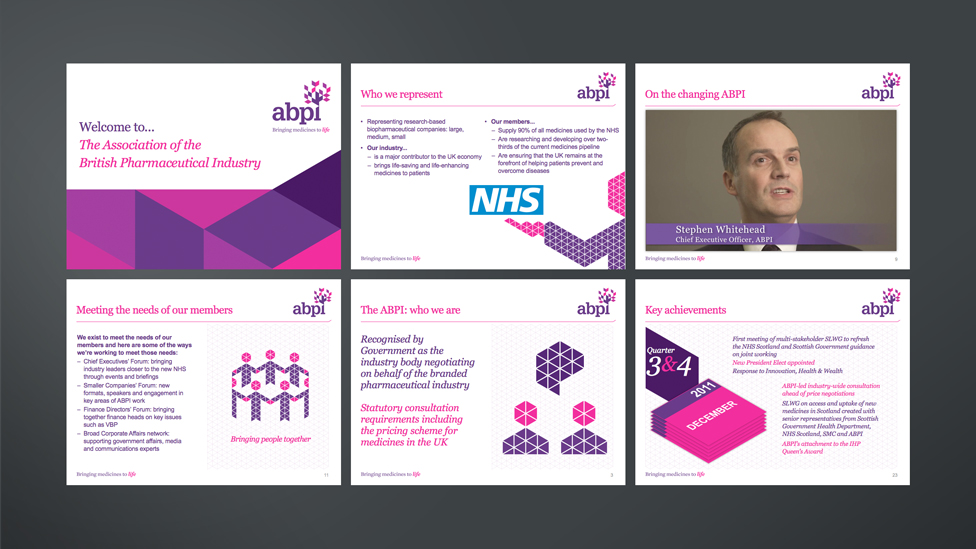 abpi
Bringing medicines to life
Welcome to...
The Association of the
British Pharmaceutical Industry
abpi
Who we represent
• Representing research-based
biopharmaceutical companies: large,
medium, small
• Our industry...
– is a major contributor to the UK economy
– brings life-saving and life-enhancing
medicines to patients
• Our members...
– Supply 90% of all medicines used by the NHS
– Are researching and developing over two-
thirds of the current medicines pipeline
– Are ensuring that the UK remains at the
forefront of helping patients prevent and
overcome diseases
NHS
Bringing medicines to life
abpi
On the changing ABPI
Stephen Whitehead
Chief Executive Officer, ABPI
Bringing medicines to life
abpi
Meeting the needs of our members
We exist to meet the needs of our
members and here are some of the ways
we're working to meet those needs:
– Chief Executives' Forum: bringing
industry leaders closer to the new NHS
through events and briefings
– Smaller Companies' Forum: new
formats, speakers and engagement in
key areas of ABPI work
– Finance Directors' Forum: bringing
together finance heads on key issues
such as VBP
– Broad Corporate Affairs network:
supporting government affairs, media
and communications experts
Bringing people together
Bringing medicines to life
11
abpi
The ABPI: who we are
Recognised by
Government as the
industry body negotiating
on behalf of the branded
pharmaceutical industry
Statutory consultation
requirements including
the pricing scheme for
medicines in the UK
Bringing medicines to life
abpi
Key achievements
Quarter
3&4
2011
DECEMBER
First meeting of multi-stakeholder SLWG to refresh
the NHS Scotland and Scottish Government guidance
on joint working
New President Elect appointed
Response to Innovation, Health & Wealth
ABPI-led industry-wide consultation
ahead of price negotiations
SLWG on access and uptake of new
medicines in Scotland created with
senior representatives from Scottish
Government Health Department,
NHS Scotland, SMC and ABPI
ABPI's attachment to the IHP
Queen's Award
Bringing medicines to life
23